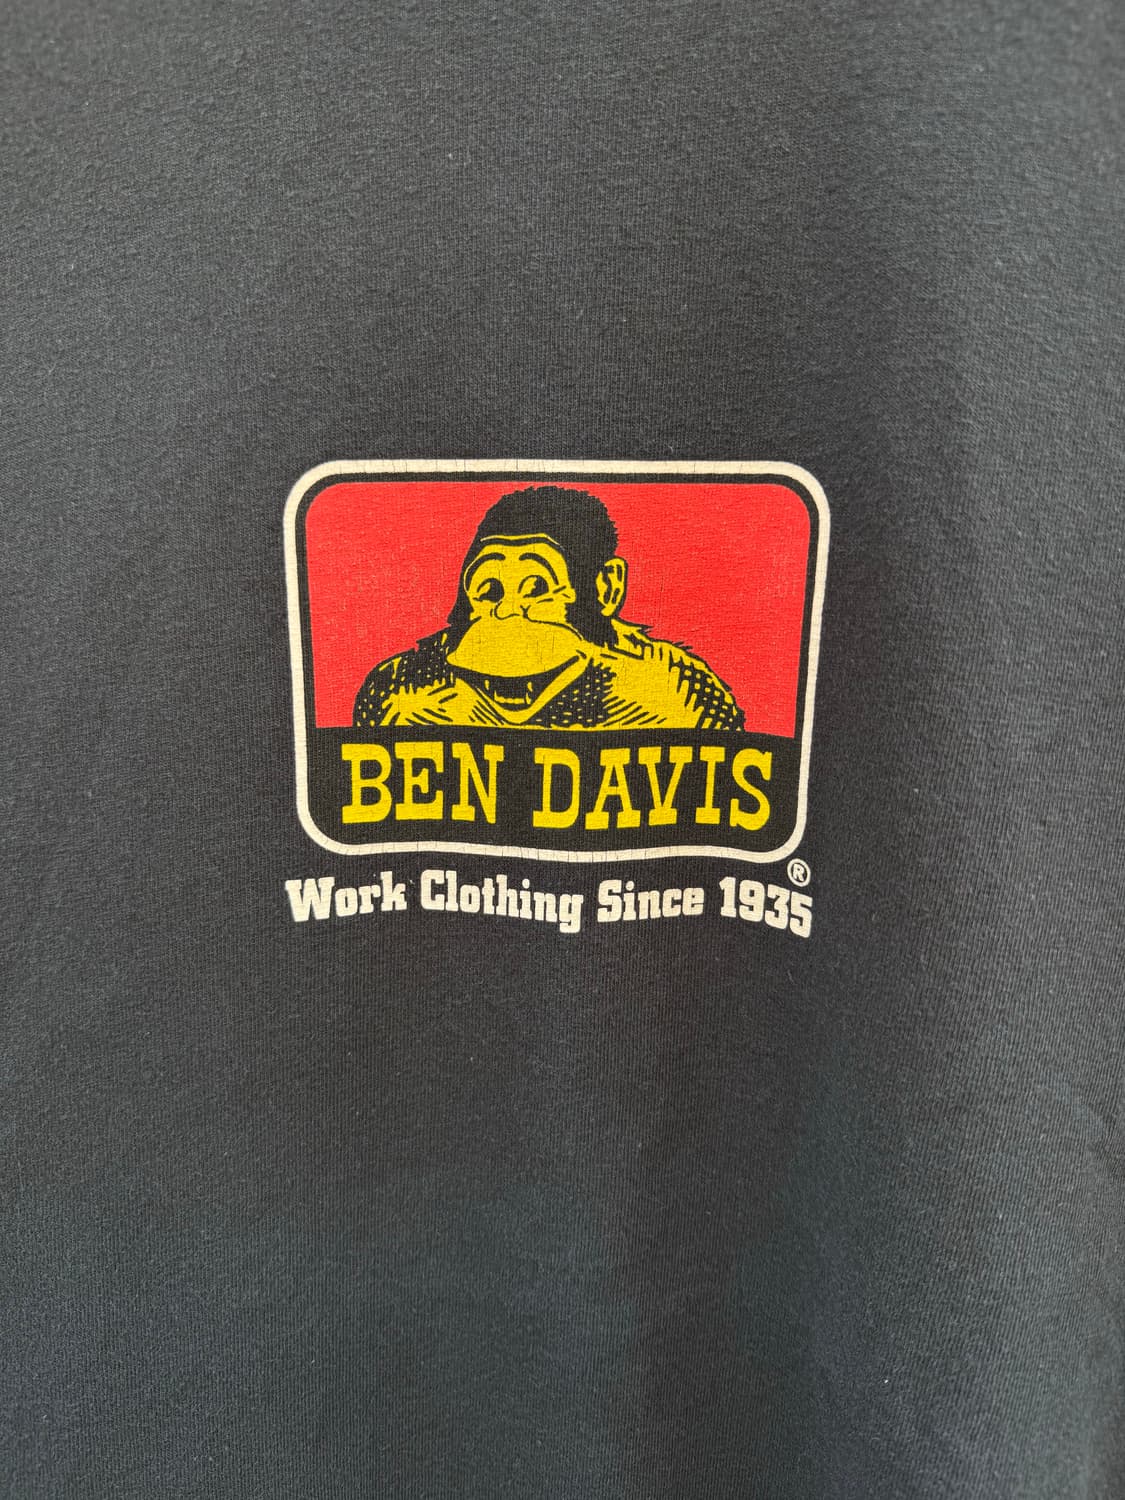 BEN DAVIS
®
Work Clothing Since 1935